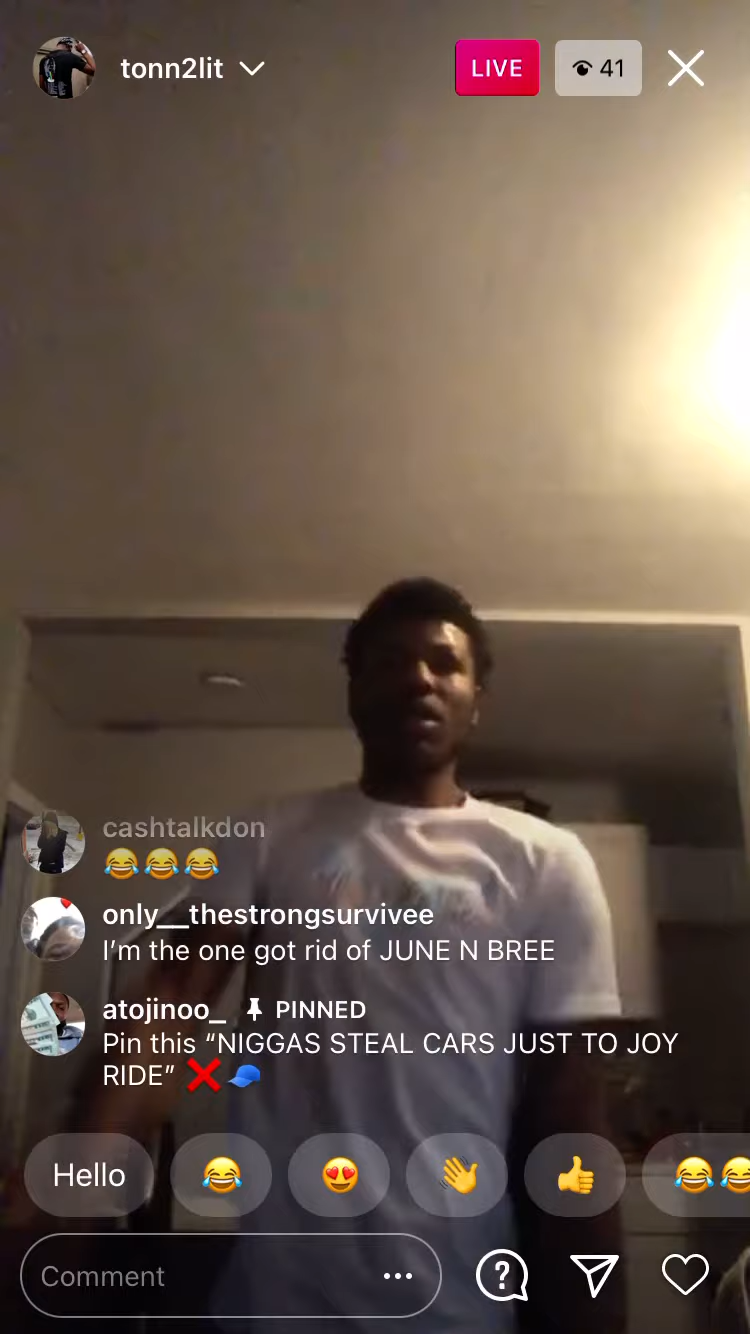 tonn2lit
LIVE
41
cashtalkdon
😂😂😂
only__thestrongsurvivee
I’m the one got rid of JUNE N BREE
atojinoo_ PINNED
Pin this “NIGGAS STEAL CARS JUST TO JOY
RIDE” ❌🧢
Hello 😂 😍 👋 👍 😂😂
Comment